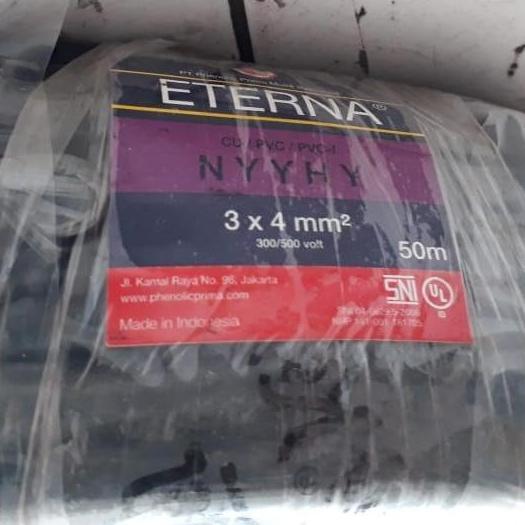 ETERNA®
CU / PVC / PVC-f
NYYHY
3 x 4 mm²
300/500 volt
50m
Jl. Kamal Raya No. 96, Jakarta
www.phenolicprima.com
SNI UL
Made in Indonesia